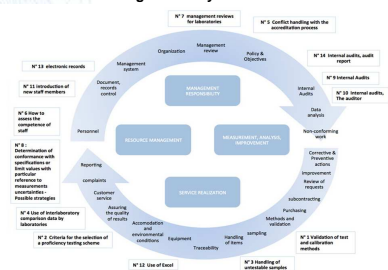 N° 7 management reviews
for laboratories
N° 5 Conflict handling with the
accreditation process
N° 14 Internal audits, audit
report
N° 9 Internal Audits
N° 10 Internal audits,
The auditor
N° 13 electronic records
N° 11 introduction of
new staff members
N° 6 How to
assess the
competence of
staff
N° 8 :
Determination of
conformance with
specifications or
limit values with
particular
reference to
measurements
uncertainties -
Possible strategies
N° 4 Use of interlaboratory
comparison data by
laboratories
N° 2 Criteria for the selection of
a proficiency testing scheme
N° 12 Use of Excel
N° 3 Handling of
untestable samples
N° 1 Validation of test
and calibration
methods
Management
review
Organization
Policy &
Objectives
Management
system
Document,
records
control
Personnel
Internal
Audits
Data
analysis
Non-conforming
work
Corrective &
Preventive
actions
Improvement
Review of
requests
subcontracting
Purchasing
Methods and
validation
sampling
Handling
of items
Traceability
Equipment
Accomodation
and
environmental
conditions
Assuring
the quality
of results
Customer
service
complaints
Reporting
MANAGEMENT
RESPONSIBILITY
RESOURCE MANAGEMENT
MEASUREMENT, ANALYSIS,
IMPROVEMENT
SERVICE REALIZATION